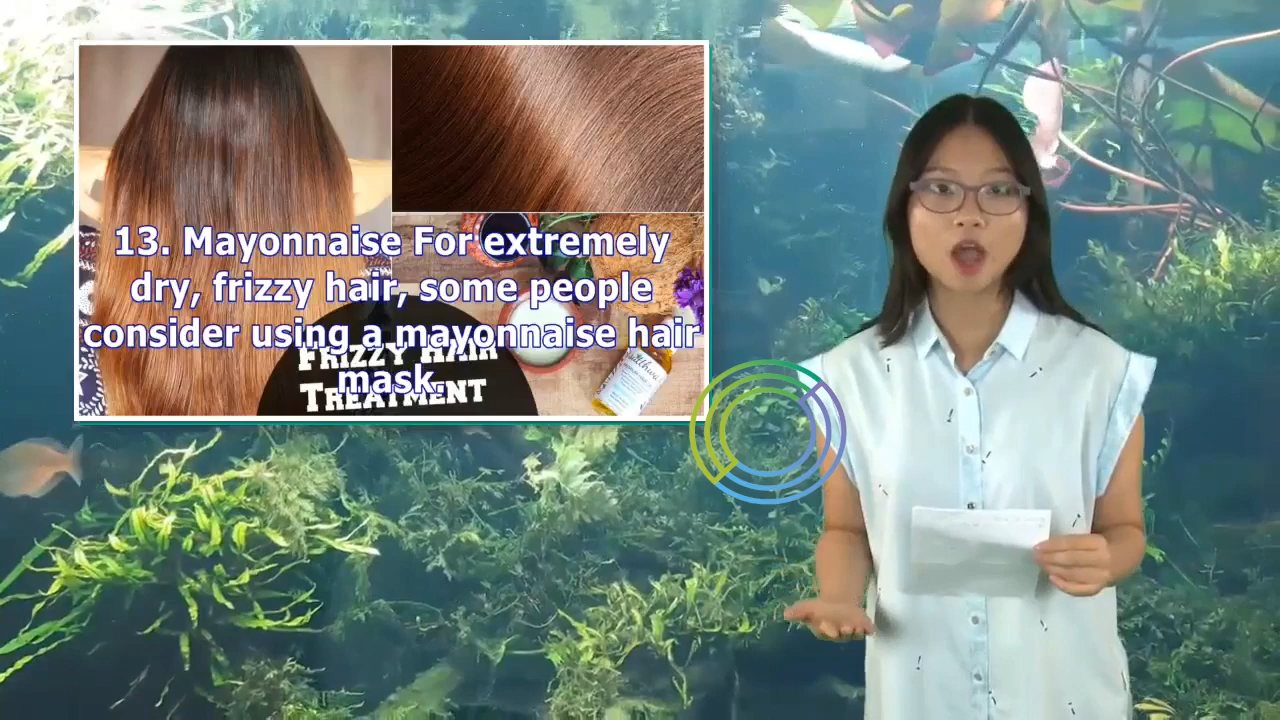 13. Mayonnaise For extremely
dry, frizzy hair, some people
consider using a mayonnaise hair
mask.
FRIZZY HAIR
TREATMENT